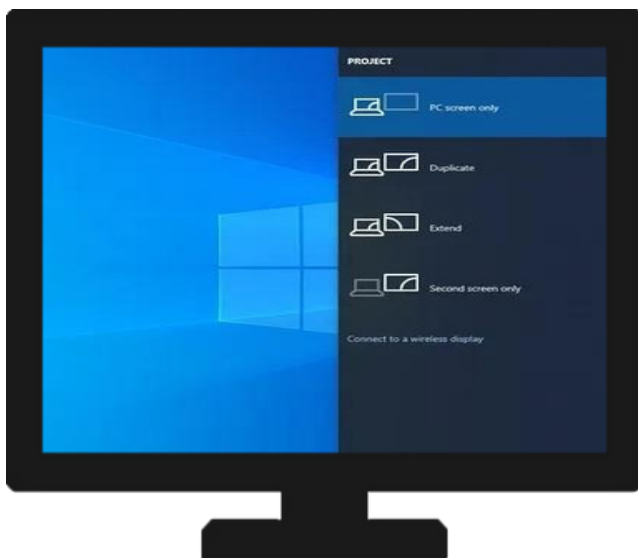 PROJECT
PC screen only
Duplicate
Extend
Second screen only
Connect to a wireless display